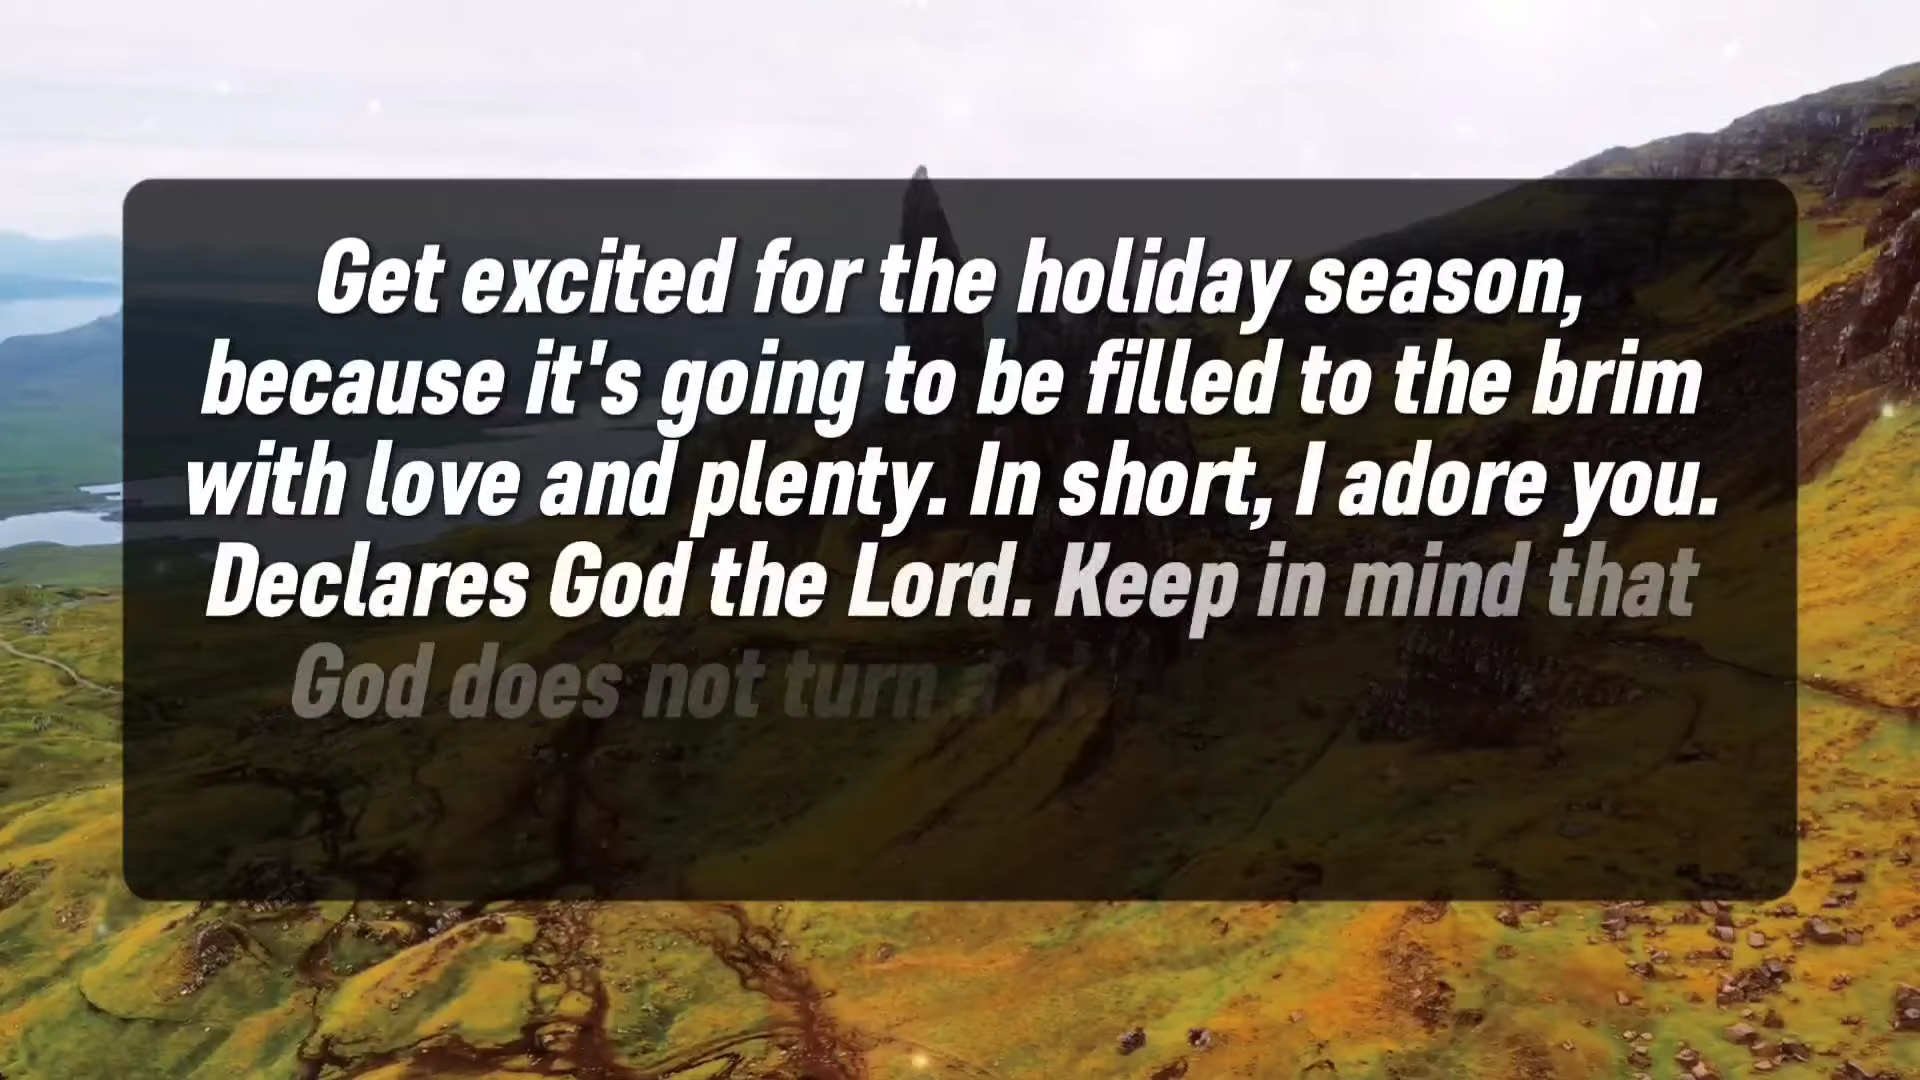 Get excited for the holiday season,
because it's going to be filled to the brim
with love and plenty. In short, I adore you.
Declares God the Lord. Keep in mind that
God does not turn a